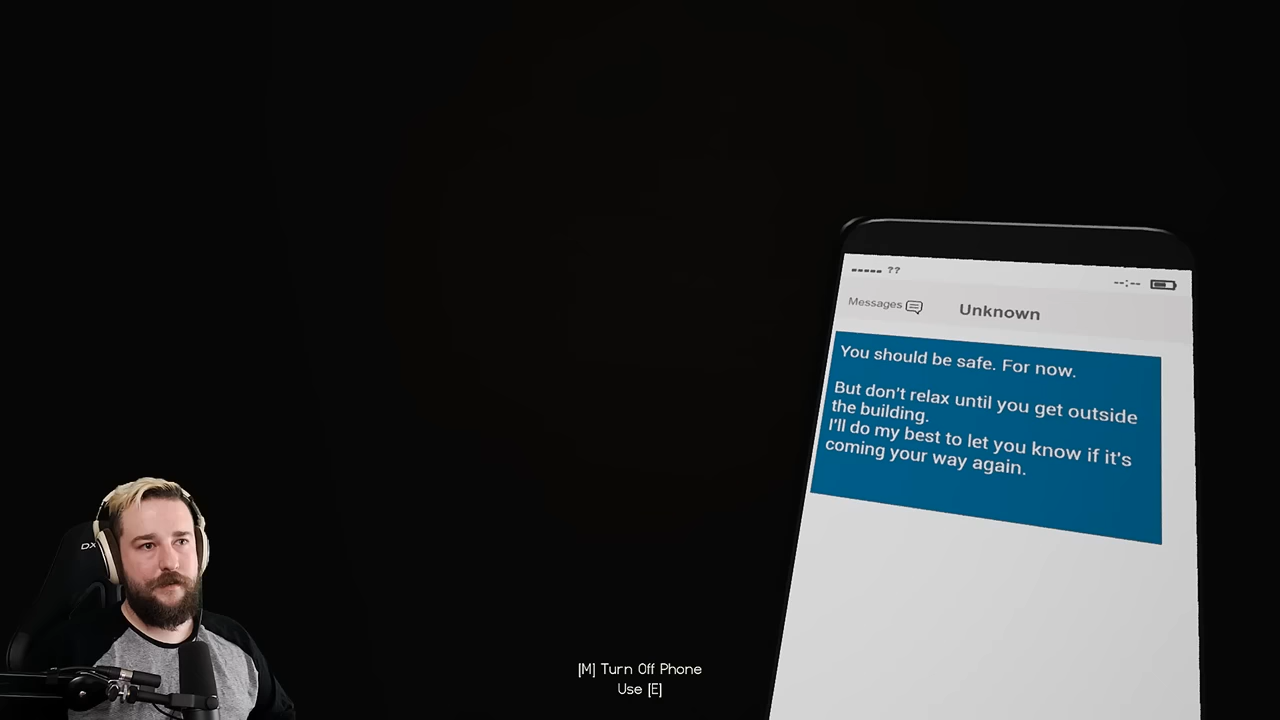 ----- ??
--:--
Messages
Unknown
You should be safe. For now.
But don't relax until you get outside
the building.
I'll do my best to let you know if it's
coming your way again.
DX
[M] Turn Off Phone
Use [E]